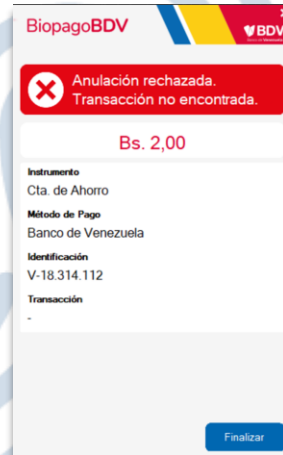 BiopagoBDV
BDV
Anulación rechazada.
Transacción no encontrada.
Bs. 2,00
Instrumento
Cta. de Ahorro
Método de Pago
Banco de Venezuela
Identificación
V-18.314.112
Transacción
-
Finalizar